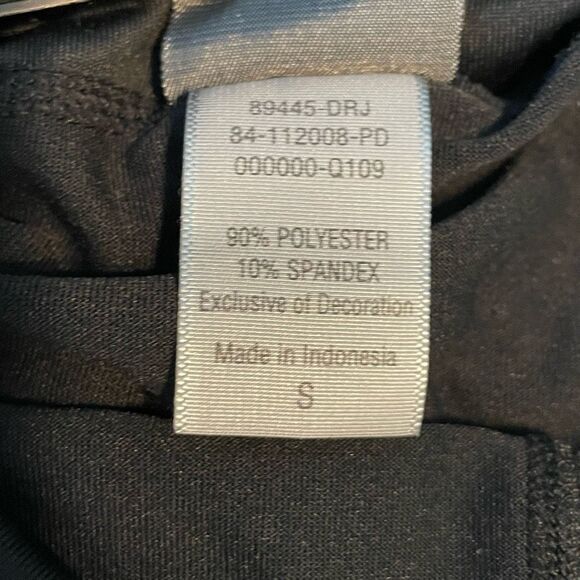 89445-DRJ
84-112008-PD
000000-Q109
90% POLYESTER
10% SPANDEX
Exclusive of Decoration
Made in Indonesia
S